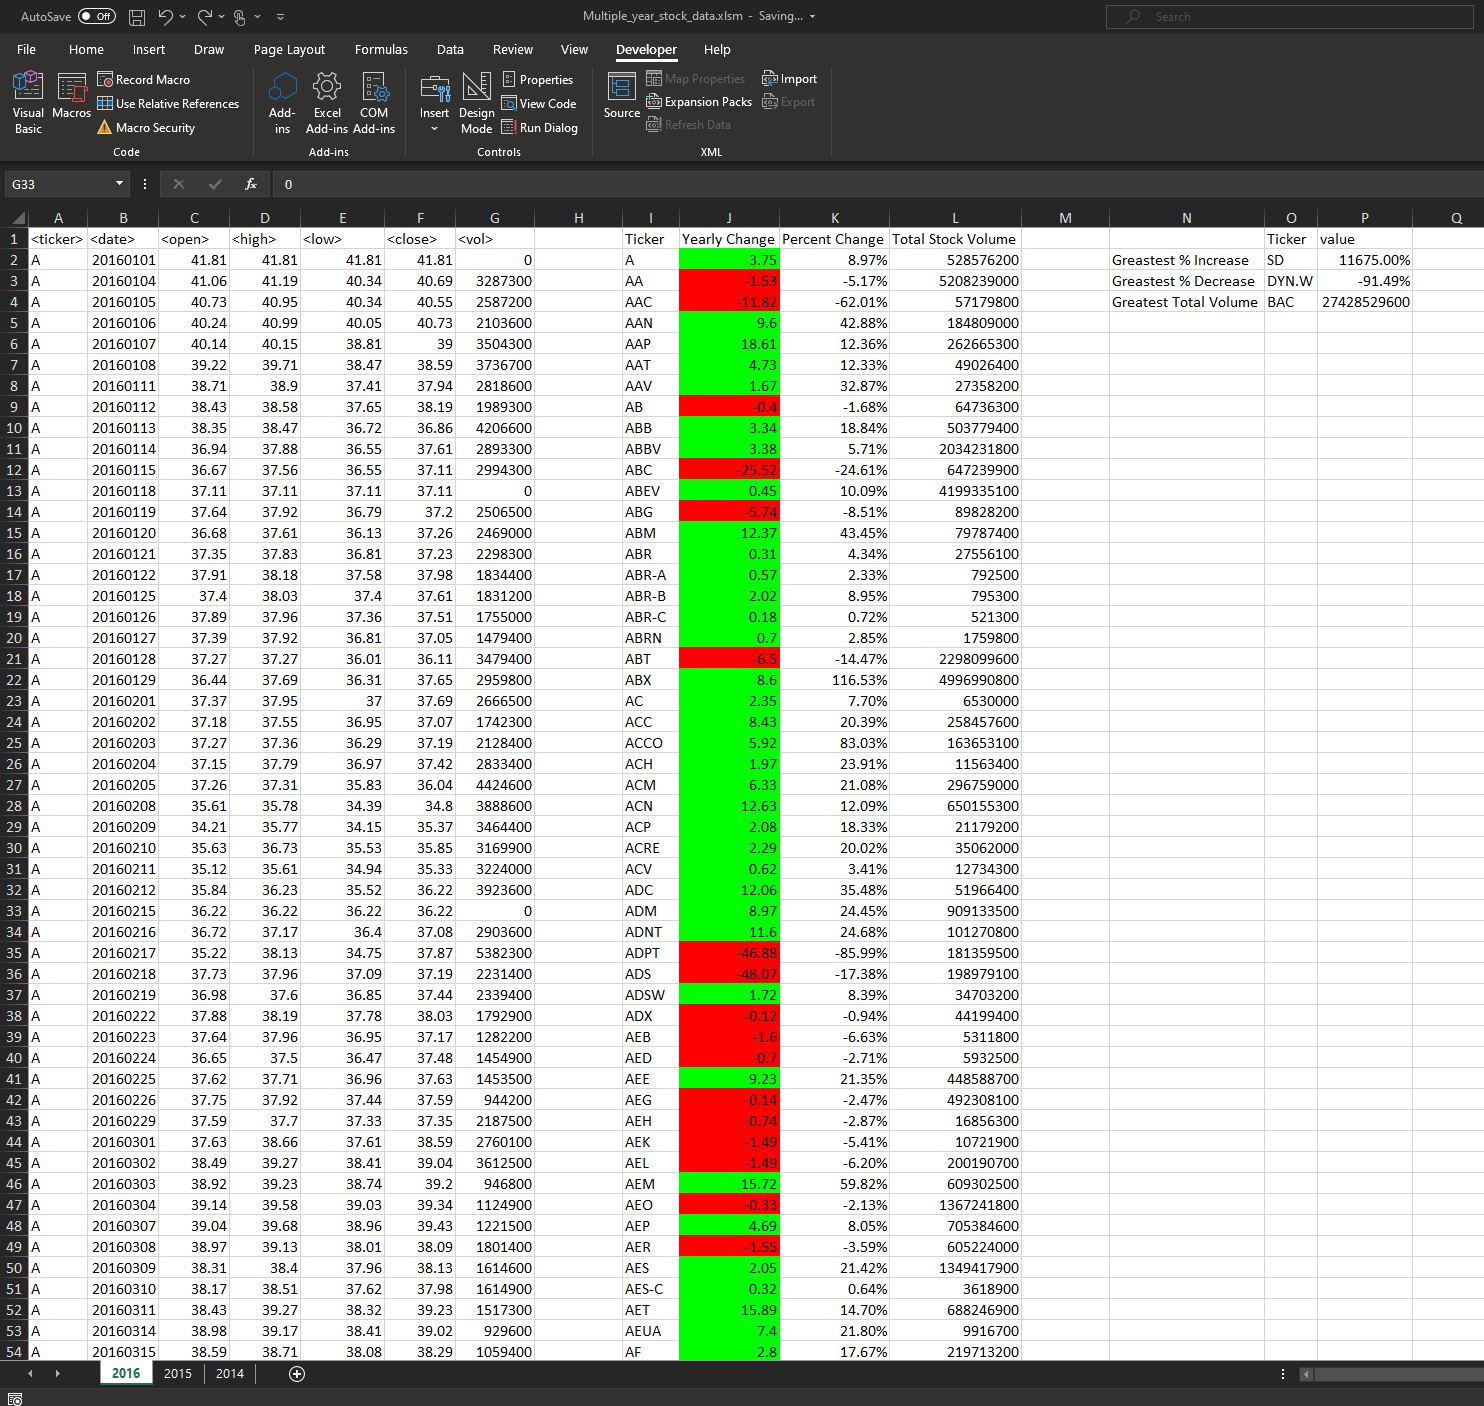 AutoSave Off Multiple_year_stock_data.xlsm - Saving... Search
File Home Insert Draw Page Layout Formulas Data Review View Developer Help
Visual Basic Macros Record Macro Use Relative References Macro Security Add-ins Excel Add-ins COM Add-ins Insert Design Mode Properties View Code Run Dialog Source Map Properties Expansion Packs Refresh Data Import Export
Code Add-ins Controls XML
G33 fx 0
A B C D E F G H I J K L M N O P Q
1 <ticker> <date> <open> <high> <low> <close> <vol> Ticker Yearly Change Percent Change Total Stock Volume Ticker value
2 A 20160101 41.81 41.81 41.81 41.81 0 A 3.75 8.97% 528576200 Greastest % Increase SD 11675.00%
3 A 20160104 41.06 41.19 40.34 40.69 3287300 AA -1.53 -5.17% 5208239000 Greastest % Decrease DYN.W -91.49%
4 A 20160105 40.73 40.95 40.34 40.55 2587200 AAC -11.82 -62.01% 57179800 Greatest Total Volume BAC 27428529600
5 A 20160106 40.24 40.99 40.05 40.73 2103600 AAN 9.6 42.88% 184809000
6 A 20160107 40.14 40.15 38.81 39 3504300 AAP 18.61 12.36% 262665300
7 A 20160108 39.22 39.71 38.47 38.59 3736700 AAT 4.73 12.33% 49026400
8 A 20160111 38.71 38.9 37.41 37.94 2818600 AAV 1.67 32.87% 27358200
9 A 20160112 38.43 38.58 37.65 38.19 1989300 AB -0.4 -1.68% 64736300
10 A 20160113 38.35 38.47 36.72 36.86 4206600 ABB 3.34 18.84% 503779400
11 A 20160114 36.94 37.88 36.55 37.61 2893300 ABBV 3.38 5.71% 2034231800
12 A 20160115 36.67 37.56 36.55 37.11 2994300 ABC -25.52 -24.61% 647239900
13 A 20160118 37.11 37.11 37.11 37.11 0 ABEV 0.45 10.09% 4199335100
14 A 20160119 37.64 37.92 36.79 37.2 2506500 ABG -5.74 -8.51% 89828200
15 A 20160120 36.68 37.61 36.13 37.26 2469000 ABM 12.37 43.45% 79787400
16 A 20160121 37.35 37.83 36.81 37.23 2298300 ABR 0.31 4.34% 27556100
17 A 20160122 37.91 38.18 37.58 37.98 1834400 ABR-A 0.57 2.33% 792500
18 A 20160125 37.4 38.03 37.4 37.61 1831200 ABR-B 2.02 8.95% 795300
19 A 20160126 37.89 37.96 37.36 37.51 1755000 ABR-C 0.18 0.72% 521300
20 A 20160127 37.39 37.92 36.81 37.05 1479400 ABRN 0.7 2.85% 1759800
21 A 20160128 37.27 37.27 36.01 36.11 3479400 ABT -6.5 -14.47% 2298099600
22 A 20160129 36.44 37.69 36.31 37.65 2959800 ABX 8.6 116.53% 4996990800
23 A 20160201 37.37 37.95 37 37.69 2666500 AC 2.35 7.70% 6530000
24 A 20160202 37.18 37.55 36.95 37.07 1742300 ACC 8.43 20.39% 258457600
25 A 20160203 37.27 37.36 36.29 37.19 2128400 ACCO 5.92 83.03% 163653100
26 A 20160204 37.15 37.79 36.97 37.42 2833400 ACH 1.97 23.91% 11563400
27 A 20160205 37.26 37.31 35.83 36.04 4424600 ACM 6.33 21.08% 296759000
28 A 20160208 35.61 35.78 34.39 34.8 3888600 ACN 12.63 12.09% 650155300
29 A 20160209 34.21 35.77 34.15 35.37 3464400 ACP 2.08 18.33% 21179200
30 A 20160210 35.63 36.73 35.53 35.85 3169900 ACRE 2.29 20.02% 35062000
31 A 20160211 35.12 35.61 34.94 35.33 3224000 ACV 0.62 3.41% 12734300
32 A 20160212 35.84 36.23 35.52 36.22 3923600 ADC 12.06 35.48% 51966400
33 A 20160215 36.22 36.22 36.22 36.22 0 ADM 8.97 24.45% 909133500
34 A 20160216 36.72 37.17 36.4 37.08 2903600 ADNT 11.6 24.68% 101270800
35 A 20160217 35.22 38.13 34.75 37.87 5382300 ADPT -46.88 -85.99% 181359500
36 A 20160218 37.73 37.96 37.09 37.19 2231400 ADS -48.07 -17.38% 198979100
37 A 20160219 36.98 37.6 36.85 37.44 2339400 ADSW 1.72 8.39% 34703200
38 A 20160222 37.88 38.19 37.78 38.03 1792900 ADX -0.12 -0.94% 44199400
39 A 20160223 37.64 37.96 36.95 37.17 1282200 AEB -1.6 -6.63% 5311800
40 A 20160224 36.65 37.5 36.47 37.48 1454900 AED -0.7 -2.71% 5932500
41 A 20160225 37.62 37.71 36.96 37.63 1453500 AEE 9.23 21.35% 448588700
42 A 20160226 37.75 37.92 37.44 37.59 944200 AEG -0.14 -2.47% 492308100
43 A 20160229 37.59 37.7 37.33 37.35 2187500 AEH -0.74 -2.87% 16856300
44 A 20160301 37.63 38.66 37.61 38.59 2760100 AEK -1.49 -5.41% 10721900
45 A 20160302 38.49 39.27 38.41 39.04 3612500 AEL -1.49 -6.20% 200190700
46 A 20160303 38.92 39.23 38.74 39.2 946800 AEM 15.72 59.82% 609302500
47 A 20160304 39.14 39.58 39.03 39.34 1124900 AEO -0.33 -2.13% 1367241800
48 A 20160307 39.04 39.68 38.96 39.43 1221500 AEP 4.69 8.05% 705384600
49 A 20160308 38.97 39.13 38.01 38.09 1801400 AER -1.55 -3.59% 605224000
50 A 20160309 38.31 38.4 37.96 38.13 1614600 AES 2.05 21.42% 1349417900
51 A 20160310 38.17 38.51 37.62 37.98 1614900 AES-C 0.32 0.64% 3618900
52 A 20160311 38.43 39.27 38.32 39.23 1517300 AET 15.89 14.70% 688246900
53 A 20160314 38.98 39.17 38.41 39.02 929600 AEUA 7.4 21.80% 9916700
54 A 20160315 38.59 38.71 38.08 38.29 1059400 AF 2.8 17.67% 219713200
2016 2015 2014